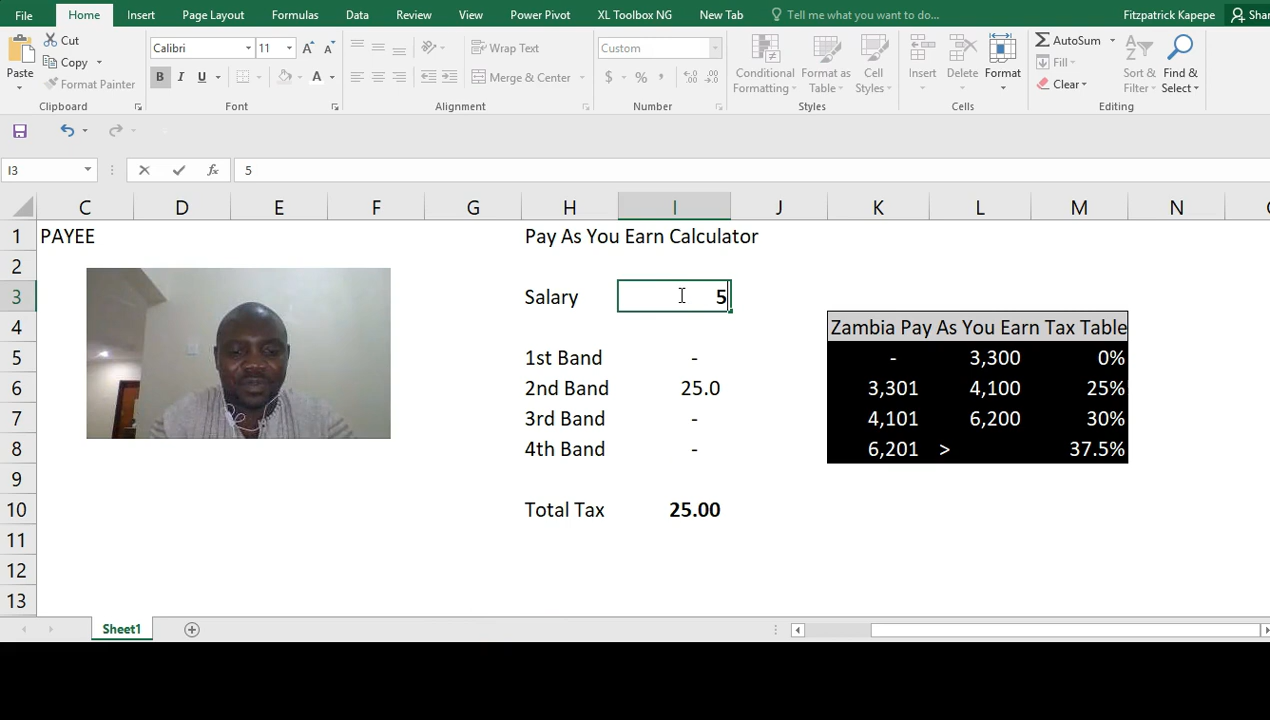 File Home Insert Page Layout Formulas Data Review View Power Pivot XL Toolbox NG New Tab Tell me what you want to do... Fitzpatrick Kapepe Shar
Paste Cut Copy Format Painter Clipboard
Calibri 11 A A B I U A Font
Wrap Text Merge & Center Alignment
Custom $ % , Number
Conditional Formatting Format as Table Cell Styles Styles
Insert Delete Format Cells
AutoSum Fill Clear Sort & Filter Find & Select Editing
I3 fx 5
C D E F G H I J K L M N
1 PAYEE Pay As You Earn Calculator
2
3 Salary 5
4 Zambia Pay As You Earn Tax Table
5 1st Band - - 3,300 0%
6 2nd Band 25.0 3,301 4,100 25%
7 3rd Band - 4,101 6,200 30%
8 4th Band - 6,201 > 37.5%
9
10 Total Tax 25.00
11
12
13
Sheet1